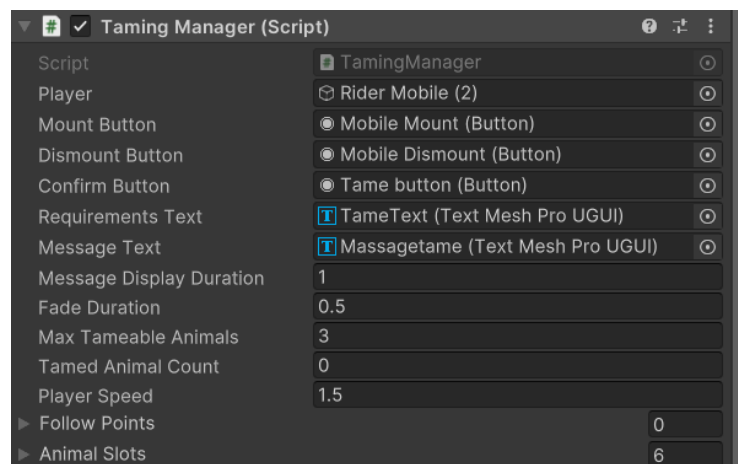 Taming Manager (Script)
Script TamingManager
Player Rider Mobile (2)
Mount Button Mobile Mount (Button)
Dismount Button Mobile Dismount (Button)
Confirm Button Tame button (Button)
Requirements Text TameText (Text Mesh Pro UGUI)
Message Text Massagetame (Text Mesh Pro UGUI)
Message Display Duration 1
Fade Duration 0.5
Max Tameable Animals 3
Tamed Animal Count 0
Player Speed 1.5
Follow Points 0
Animal Slots 6